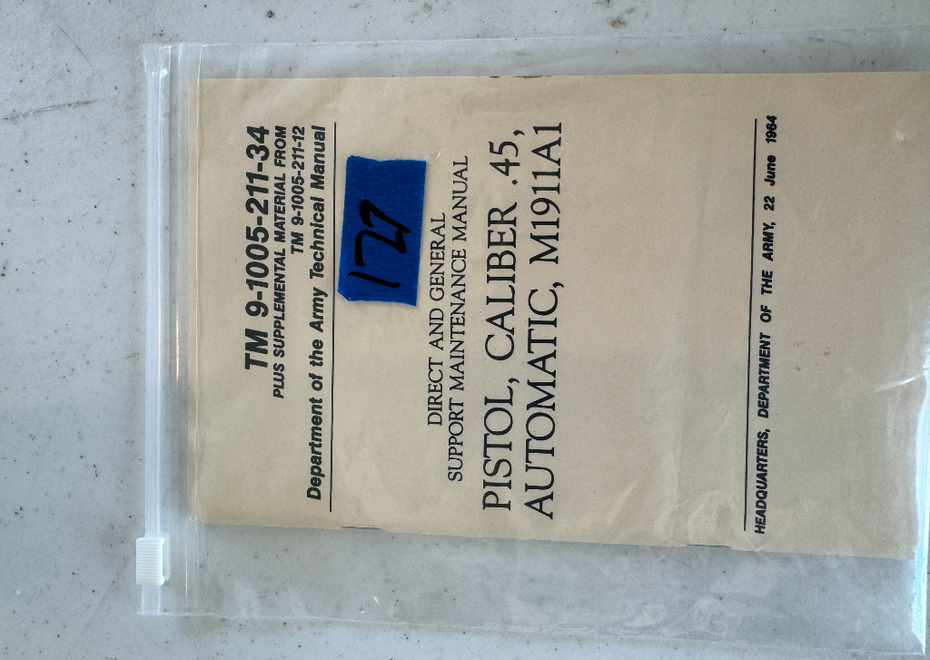 TM 9-1005-211-34
PLUS SUPPLEMENTAL MATERIAL FROM
TM 9-1005-211-12
Department of the Army Technical Manual
127
DIRECT AND GENERAL
SUPPORT MAINTENANCE MANUAL
PISTOL, CALIBER .45,
AUTOMATIC, M1911A1
HEADQUARTERS, DEPARTMENT OF THE ARMY, 22 June 1964